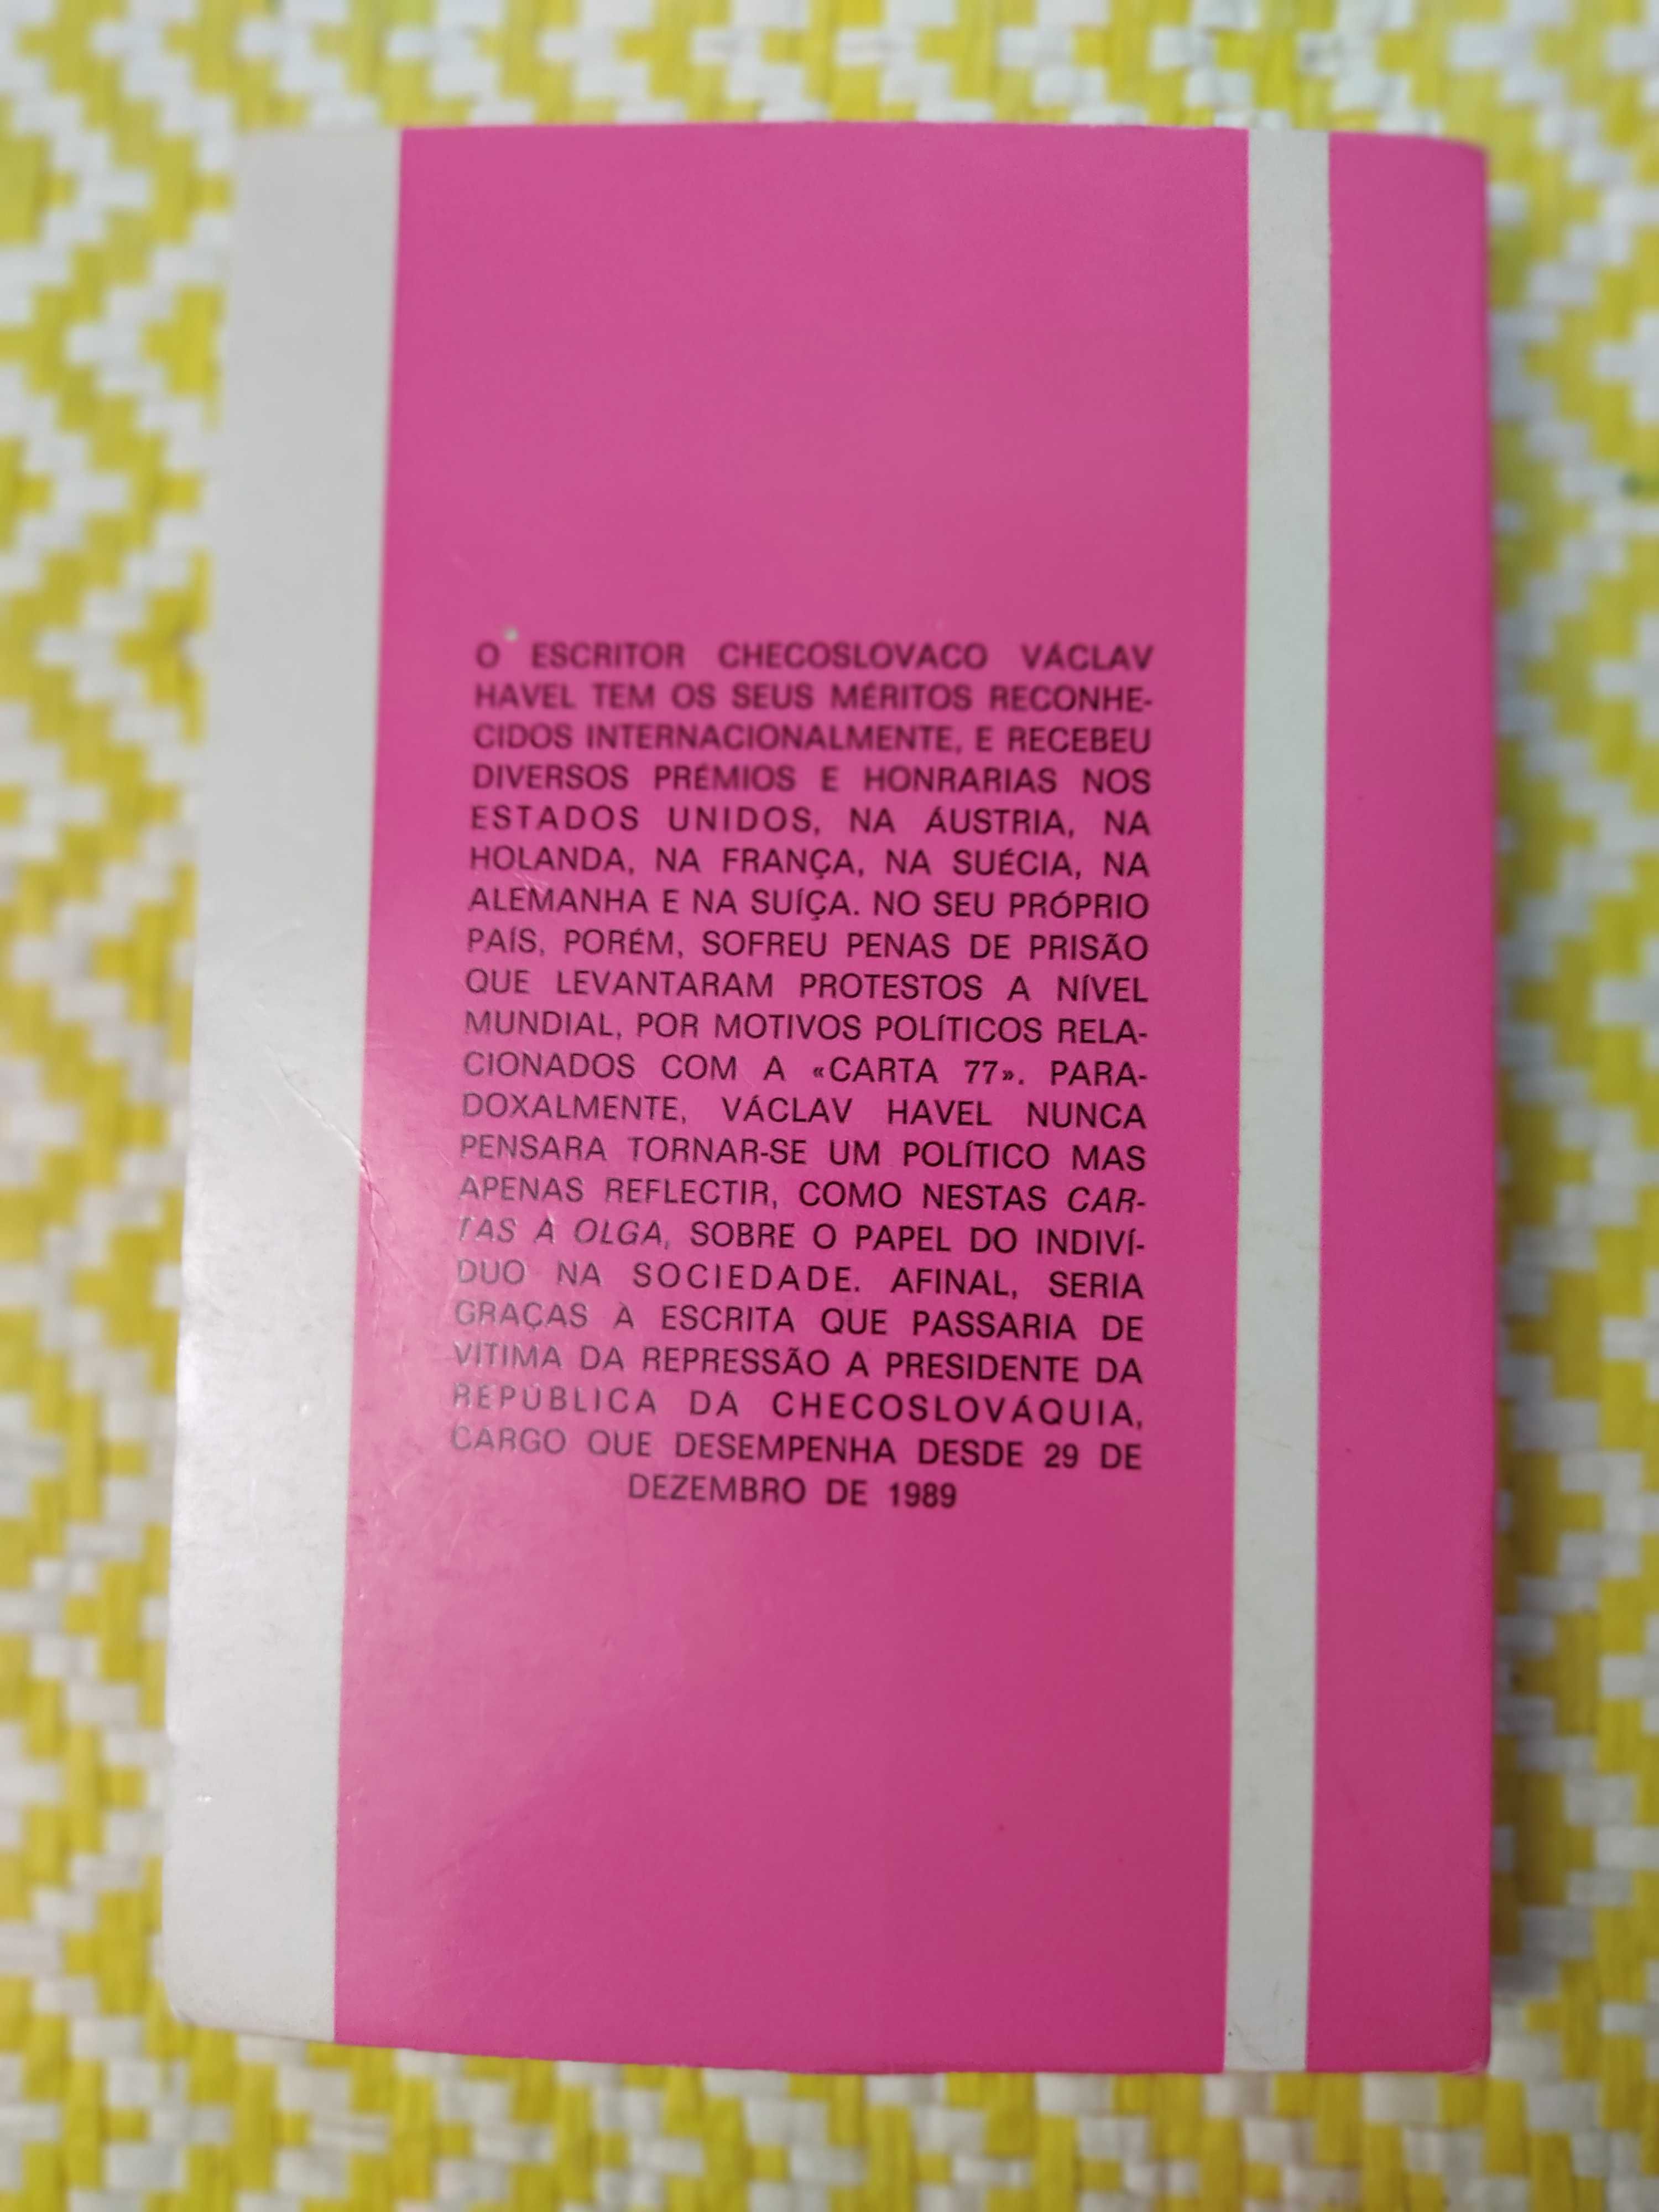 O ESCRITOR CHECOSLOVACO VÁCLAV
HAVEL TEM OS SEUS MÉRITOS RECONHE-
CIDOS INTERNACIONALMENTE, E RECEBEU
DIVERSOS PRÉMIOS E HONRARIAS NOS
ESTADOS UNIDOS, NA ÁUSTRIA, NA
HOLANDA, NA FRANÇA, NA SUÉCIA, NA
ALEMANHA E NA SUÍÇA. NO SEU PRÓPRIO
PAÍS, PORÉM, SOFREU PENAS DE PRISÃO
QUE LEVANTARAM PROTESTOS A NÍVEL
MUNDIAL, POR MOTIVOS POLÍTICOS RELA-
CIONADOS COM A «CARTA 77». PARA-
DOXALMENTE, VÁCLAV HAVEL NUNCA
PENSARA TORNAR-SE UM POLÍTICO MAS
APENAS REFLECTIR, COMO NESTAS CAR-
TAS A OLGA, SOBRE O PAPEL DO INDIVÍ-
DUO NA SOCIEDADE. AFINAL, SERIA
GRAÇAS À ESCRITA QUE PASSARIA DE
VÍTIMA DA REPRESSÃO A PRESIDENTE DA
REPÚBLICA DA CHECOSLOVÁQUIA,
CARGO QUE DESEMPENHA DESDE 29 DE
DEZEMBRO DE 1989